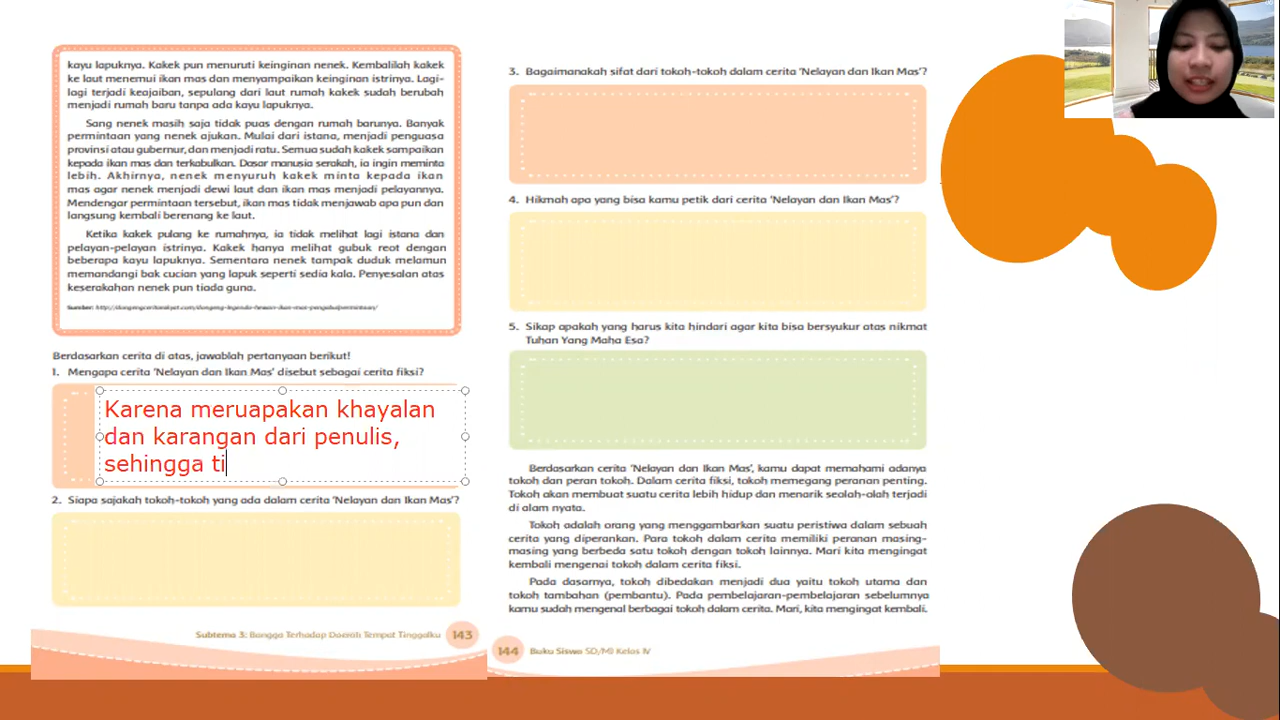 kayu lapuknya. Kakek pun menuruti keinginan nenek. Kembalilah kakek
ke laut menemui ikan mas dan menyampaikan keinginan istrinya. Lagi-
lagi terjadi keajaiban, sepulang dari laut rumah kakek sudah berubah
menjadi rumah baru tanpa ada kayu lapuknya.
Sang nenek masih saja tidak puas dengan rumah barunya. Banyak
permintaan yang nenek ajukan. Mulai dari istana, menjadi penguasa
provinsi atau gubernur, dan menjadi ratu. Semua sudah kakek sampaikan
kepada ikan mas dan terkabulkan. Dasar manusia serakah, ia ingin meminta
lebih. Akhirnya, nenek menyuruh kakek minta kepada ikan
mas agar nenek menjadi dewi laut dan ikan mas menjadi pelayannya.
Mendengar permintaan tersebut, ikan mas tidak menjawab apa pun dan
langsung kembali berenang ke laut.
Ketika kakek pulang ke rumahnya, ia tidak melihat lagi istana dan
pelayan-pelayan istrinya. Kakek hanya melihat gubuk reot dengan
beberapa kayu lapuknya. Sementara nenek tampak duduk melamun
memandangi bak cucian yang lapuk seperti sedia kala. Penyesalan atas
keserakahan nenek pun tiada guna.
Sumber:
Berdasarkan cerita di atas, jawablah pertanyaan berikut!
1. Mengapa cerita 'Nelayan dan Ikan Mas' disebut sebagai cerita fiksi?
Karena meruapakan khayalan
dan karangan dari penulis,
sehingga ti
2. Siapa sajakah tokoh-tokoh yang ada dalam cerita 'Nelayan dan Ikan Mas'?
Subtema 3: Bangga Terhadap Daerah Tempat Tinggalku 143
3. Bagaimanakah sifat dari tokoh-tokoh dalam cerita 'Nelayan dan Ikan Mas'?
4. Hikmah apa yang bisa kamu petik dari cerita 'Nelayan dan Ikan Mas'?
5. Sikap apakah yang harus kita hindari agar kita bisa bersyukur atas nikmat
Tuhan Yang Maha Esa?
Berdasarkan cerita 'Nelayan dan Ikan Mas', kamu dapat memahami adanya
tokoh dan peran tokoh. Dalam cerita fiksi, tokoh memegang peranan penting.
Tokoh akan membuat suatu cerita lebih hidup dan menarik seolah-olah terjadi
di alam nyata.
Tokoh adalah orang yang menggambarkan suatu peristiwa dalam sebuah
cerita yang diperankan. Para tokoh dalam cerita memiliki peranan masing-
masing yang berbeda satu tokoh dengan tokoh lainnya. Mari kita mengingat
kembali mengenai tokoh dalam cerita fiksi.
Pada dasarnya, tokoh dibedakan menjadi dua yaitu tokoh utama dan
tokoh tambahan (pembantu). Pada pembelajaran-pembelajaran sebelumnya
kamu sudah mengenal berbagai tokoh dalam cerita. Mari, kita mengingat kembali.
144 Buku Siswa SD/MI Kelas IV